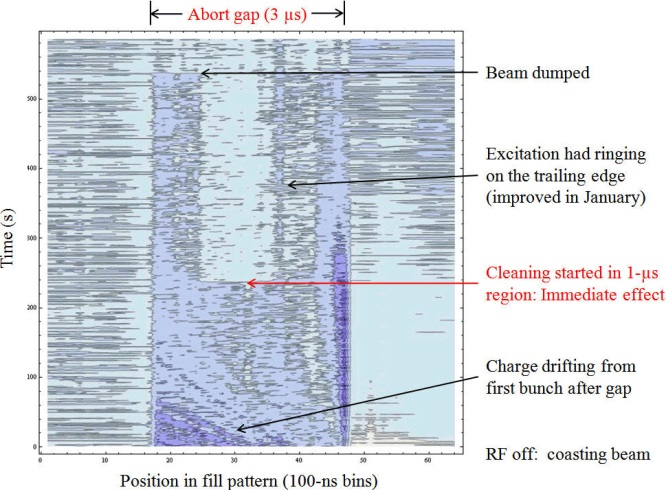 Abort gap (3 µs)
Beam dumped
Excitation had ringing
on the trailing edge
(improved in January)
Cleaning started in 1-µs
region: Immediate effect
Charge drifting from
first bunch after gap
RF off: coasting beam
Time (s)
500
400
300
200
100
0
0 10 20 30 40 50 60
Position in fill pattern (100-ns bins)